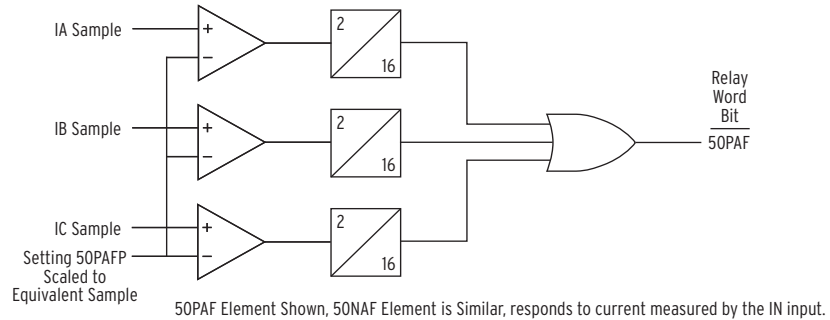 IA Sample
+
−
2
16
IB Sample
+
−
2
16
IC Sample
+
−
2
16
Setting 50PAFP
Scaled to
Equivalent Sample
Relay
Word
Bit
50PAF
50PAF Element Shown, 50NAF Element is Similar, responds to current measured by the IN input.